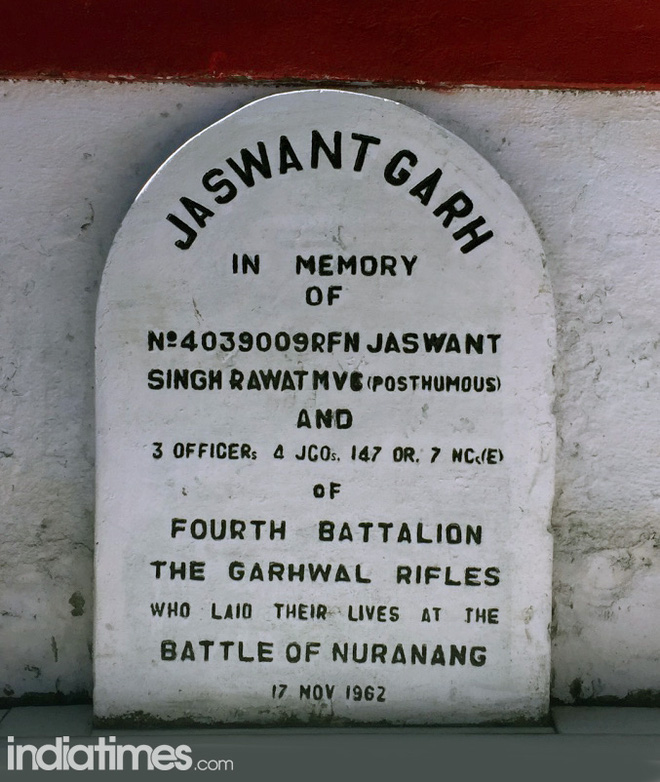 JASWANT GARH
IN MEMORY
OF
Nº4039009RFN JASWANT
SINGH RAWAT MVC (POSTHUMOUS)
AND
3 OFFICERs 4 JCOs, 147 OR, 7 NCs(E)
OF
FOURTH BATTALION
THE GARHWAL RIFLES
WHO LAID THEIR LIVES AT THE
BATTLE OF NURANANG
17 NOV 1962
indiatimes.com